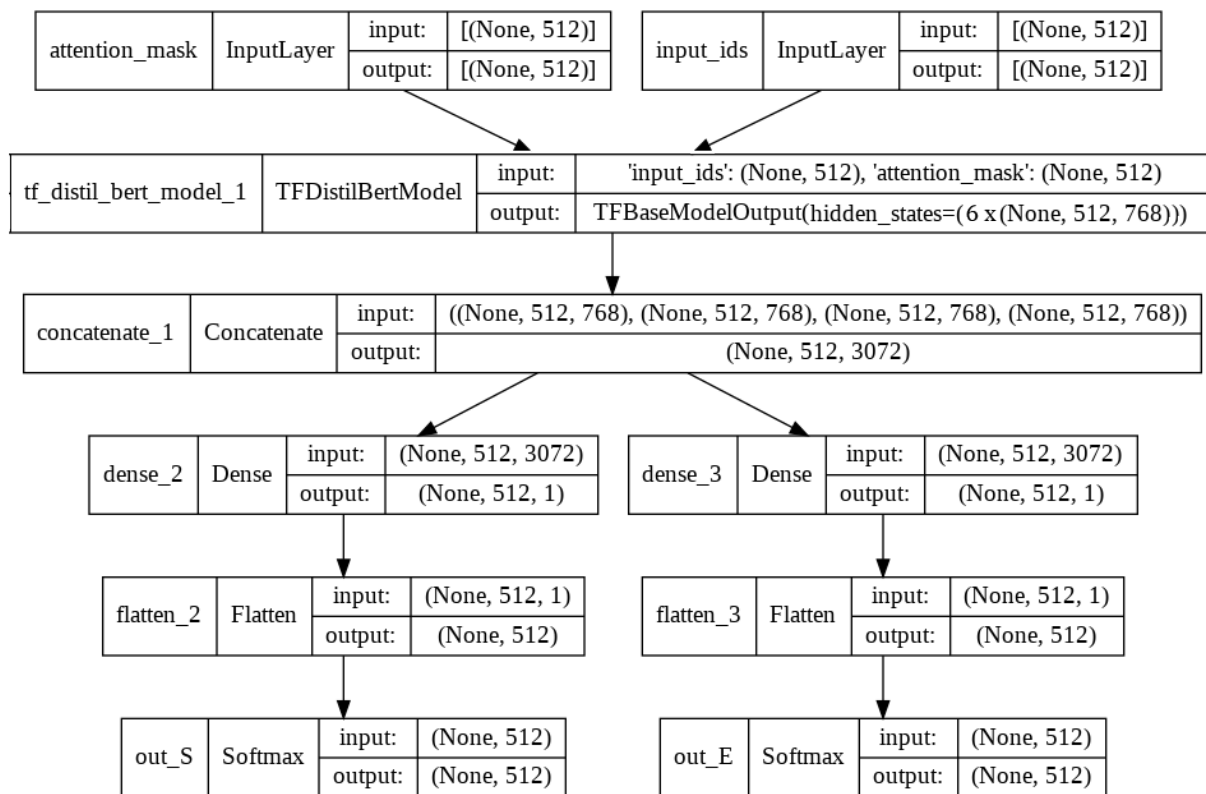 attention_mask InputLayer input: [(None, 512)]
output: [(None, 512)]
input_ids InputLayer input: [(None, 512)]
output: [(None, 512)]
tf_distil_bert_model_1 TFDistilBertModel input: 'input_ids': (None, 512), 'attention_mask': (None, 512)
output: TFBaseModelOutput(hidden_states=(6 x (None, 512, 768)))
concatenate_1 Concatenate input: ((None, 512, 768), (None, 512, 768), (None, 512, 768), (None, 512, 768))
output: (None, 512, 3072)
dense_2 Dense input: (None, 512, 3072)
output: (None, 512, 1)
dense_3 Dense input: (None, 512, 3072)
output: (None, 512, 1)
flatten_2 Flatten input: (None, 512, 1)
output: (None, 512)
flatten_3 Flatten input: (None, 512, 1)
output: (None, 512)
out_S Softmax input: (None, 512)
output: (None, 512)
out_E Softmax input: (None, 512)
output: (None, 512)